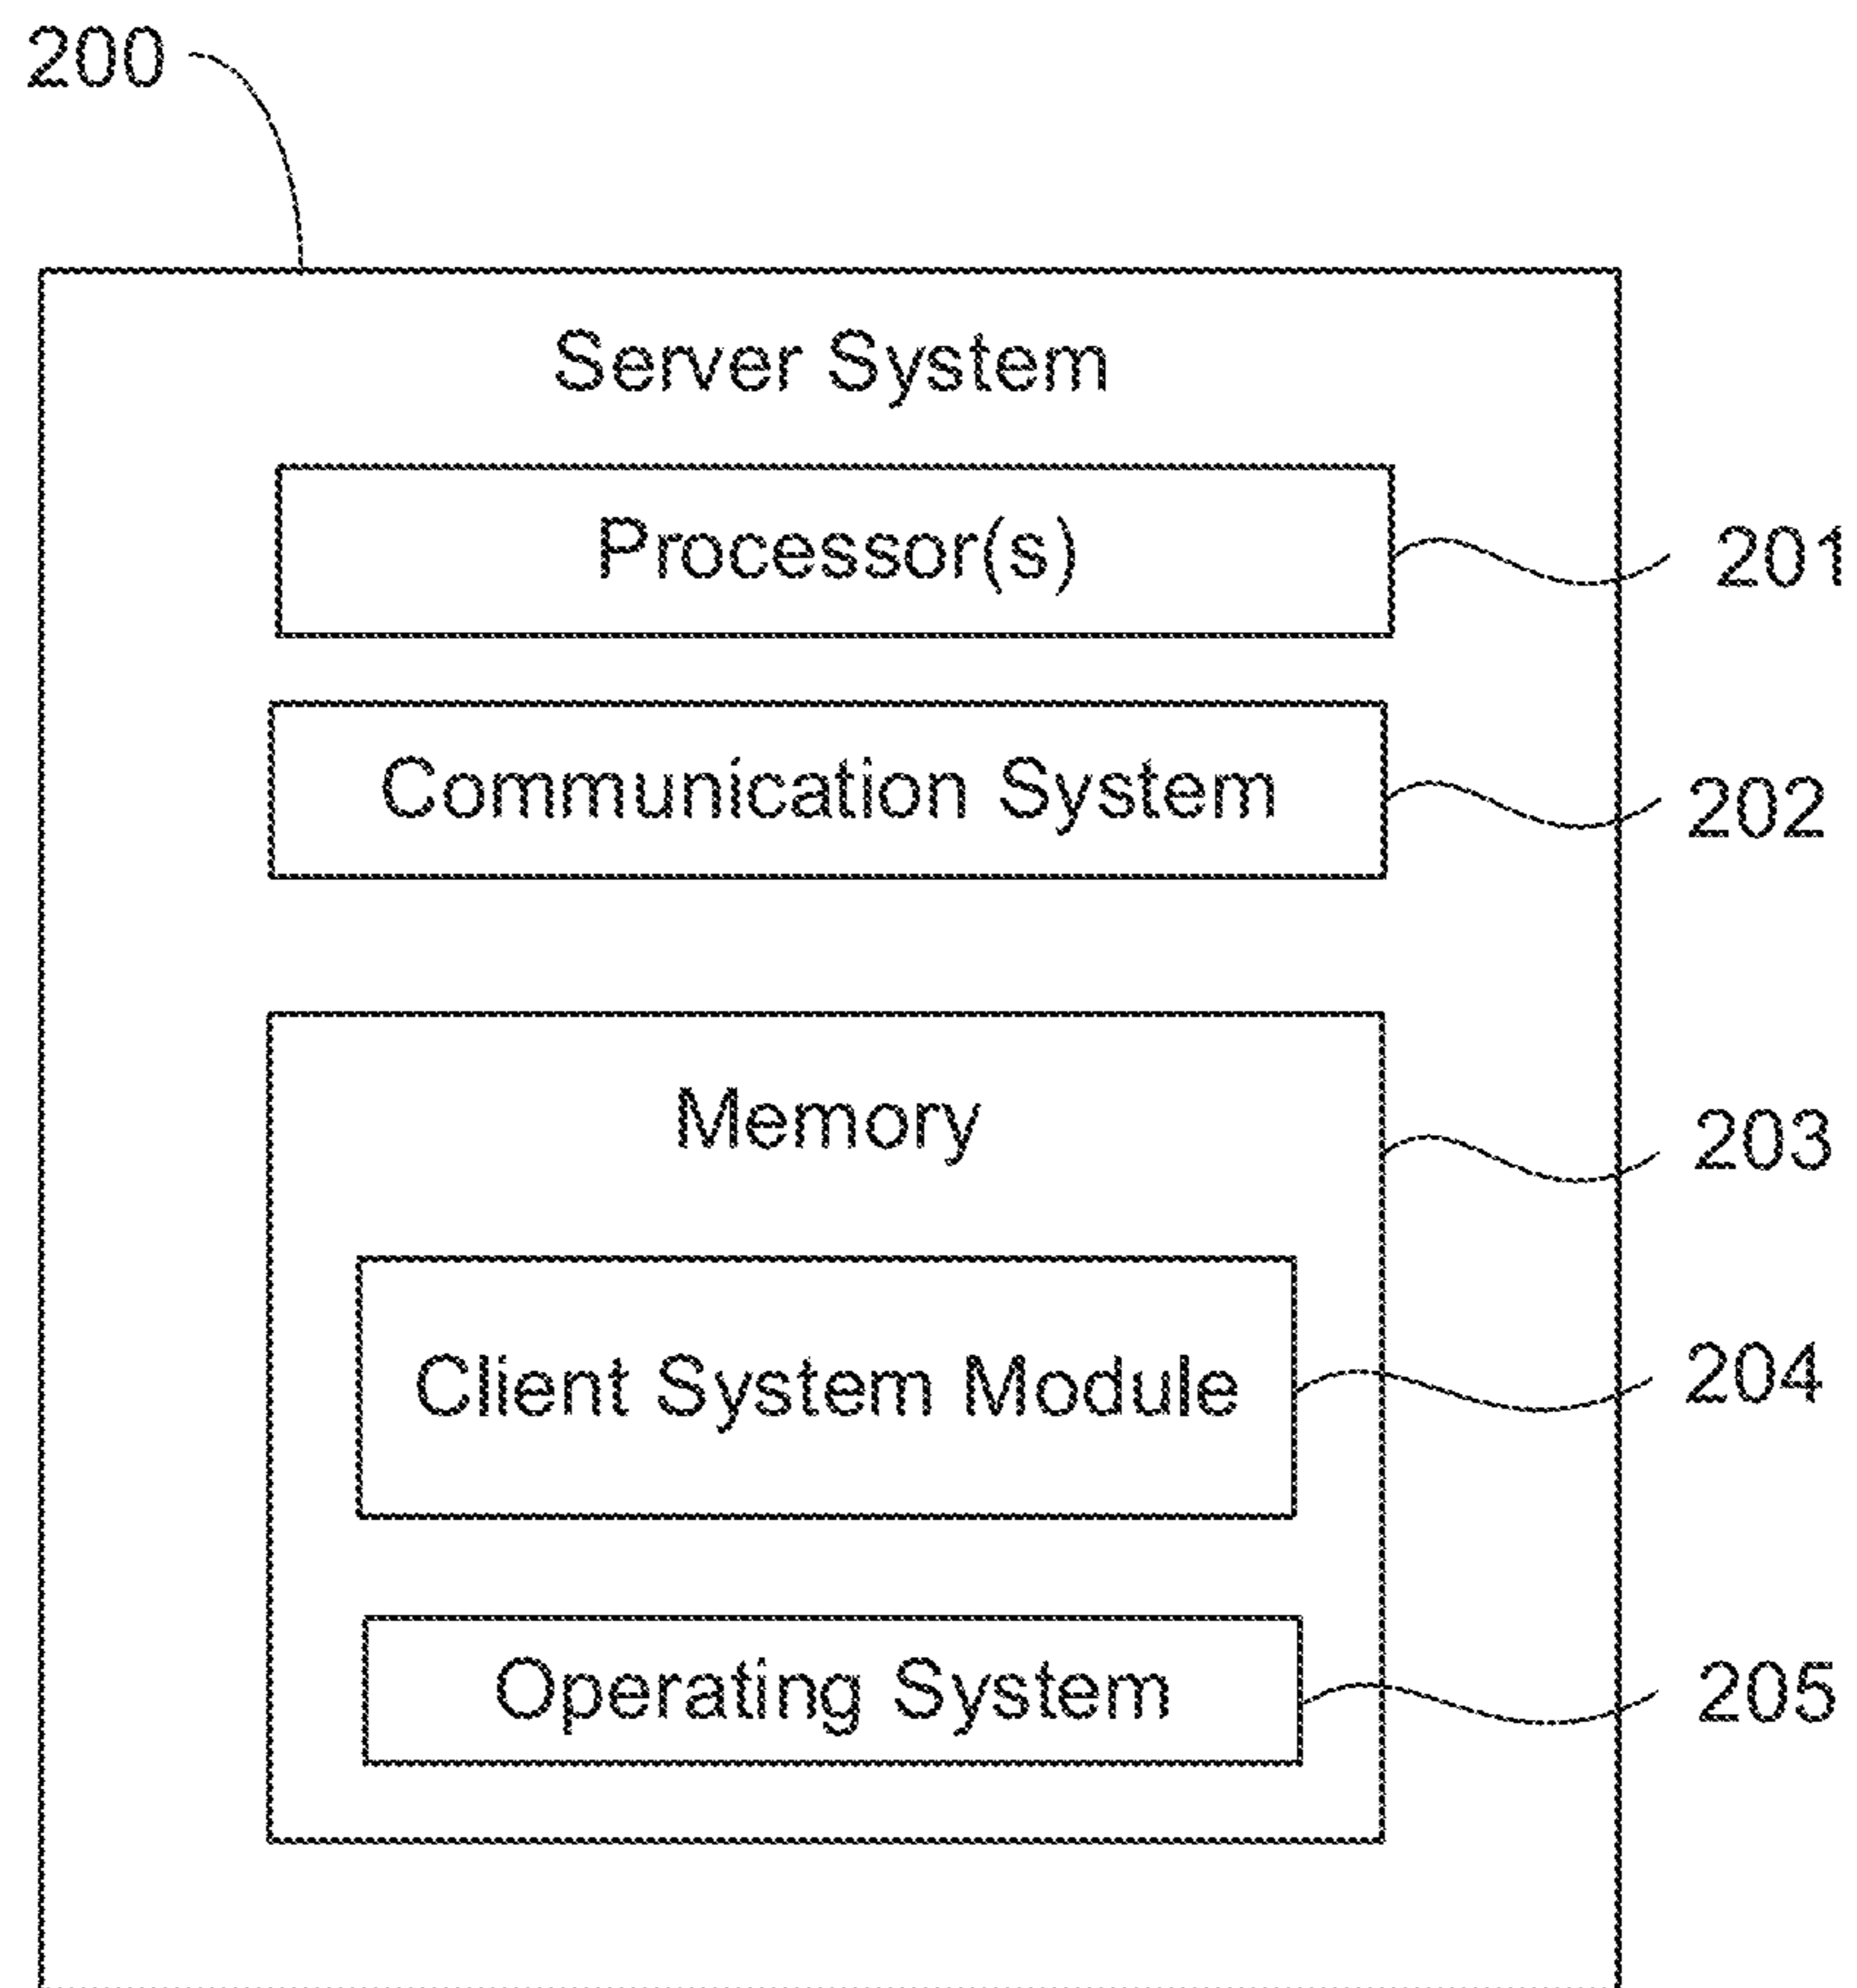 200
Server System
Processor(s)
201
Communication System
202
Memory
203
Client System Module
204
Operating System
205